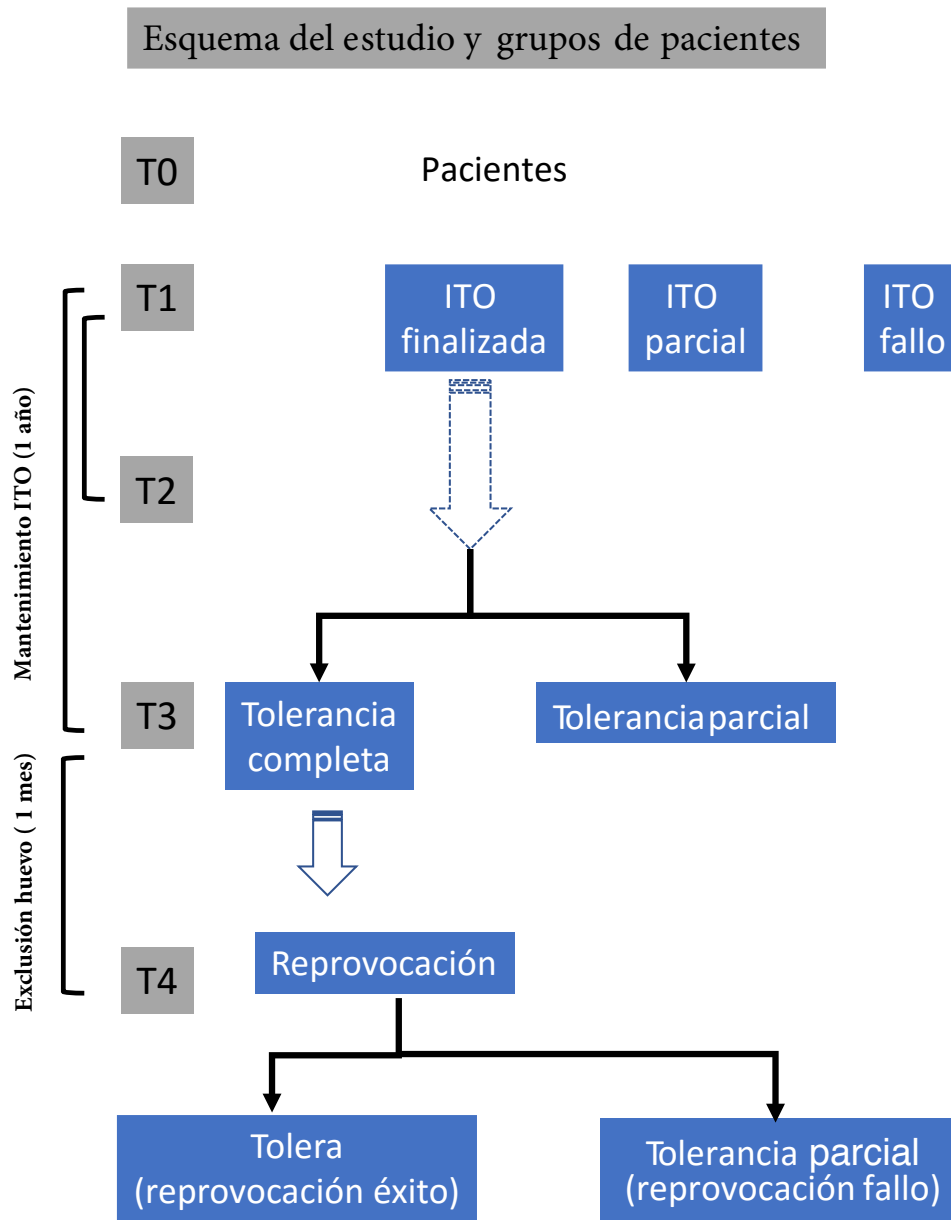 Esquema del estudio y grupos de pacientes
T0
Pacientes
T1
ITO
finalizada
ITO
parcial
ITO
fallo
Mantenimiento ITO (1 año)
T2
T3
Tolerancia
completa
Tolerancia parcial
Exclusión huevo ( 1 mes)
T4
Reprovocación
Tolera
(reprovocación éxito)
Tolerancia parcial
(reprovocación fallo)